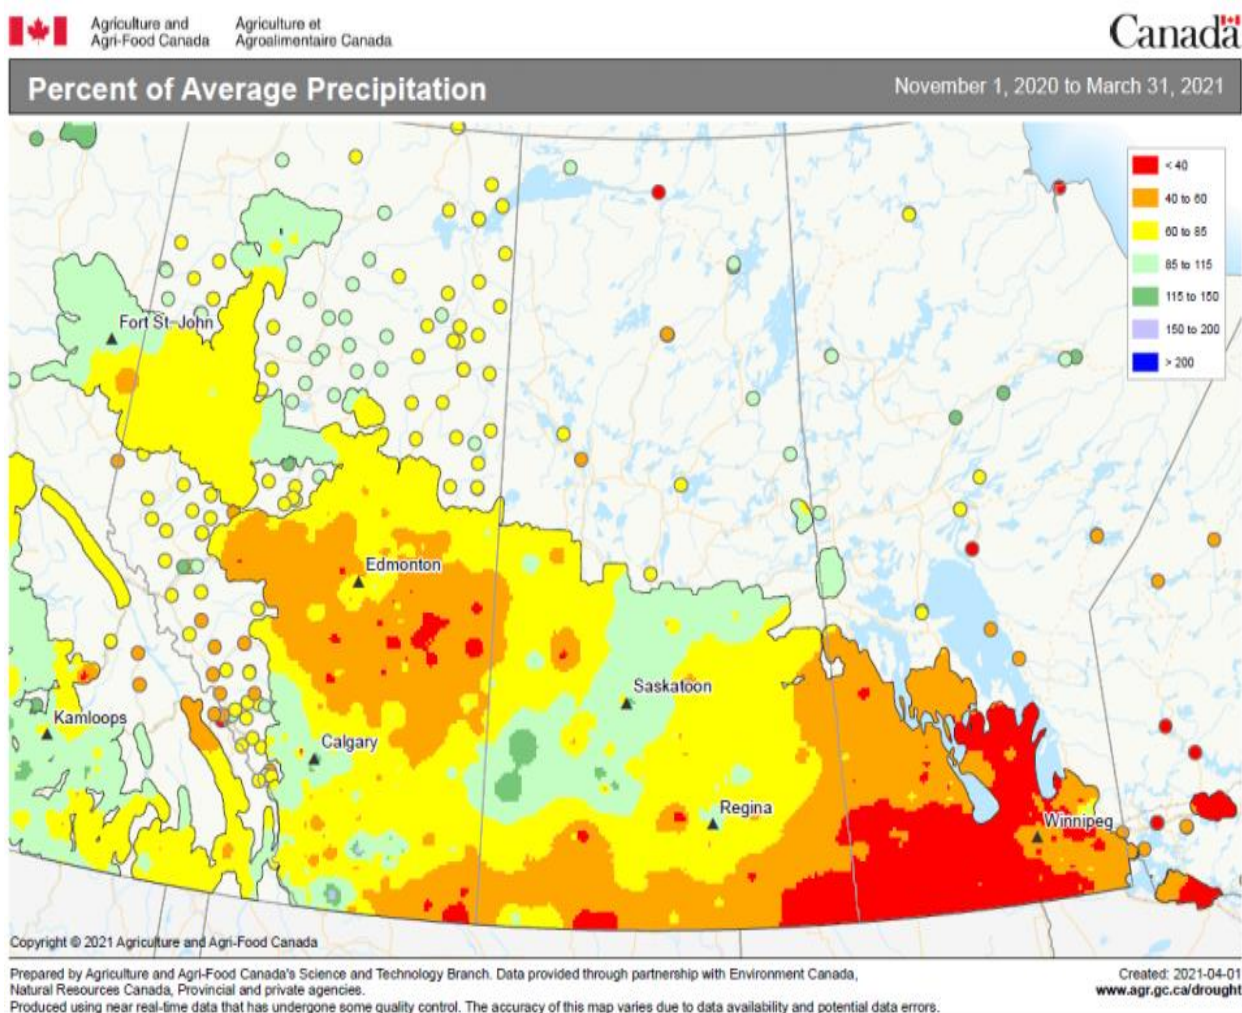 Agriculture and Agriculture et
Agri-Food Canada Agroalimentaire Canada
Canada
Percent of Average Precipitation
November 1, 2020 to March 31, 2021
< 40
40 to 60
60 to 85
85 to 115
115 to 150
150 to 200
> 200
Fort St-John
Edmonton
Saskatoon
Kamloops
Calgary
Regina
Winnipeg
Copyright © 2021 Agriculture and Agri-Food Canada
Prepared by Agriculture and Agri-Food Canada's Science and Technology Branch. Data provided through partnership with Environment Canada,
Natural Resources Canada, Provincial and private agencies.
Produced using near real-time data that has undergone some quality control. The accuracy of this map varies due to data availability and potential data errors.
Created: 2021-04-01
www.agr.gc.ca/drought